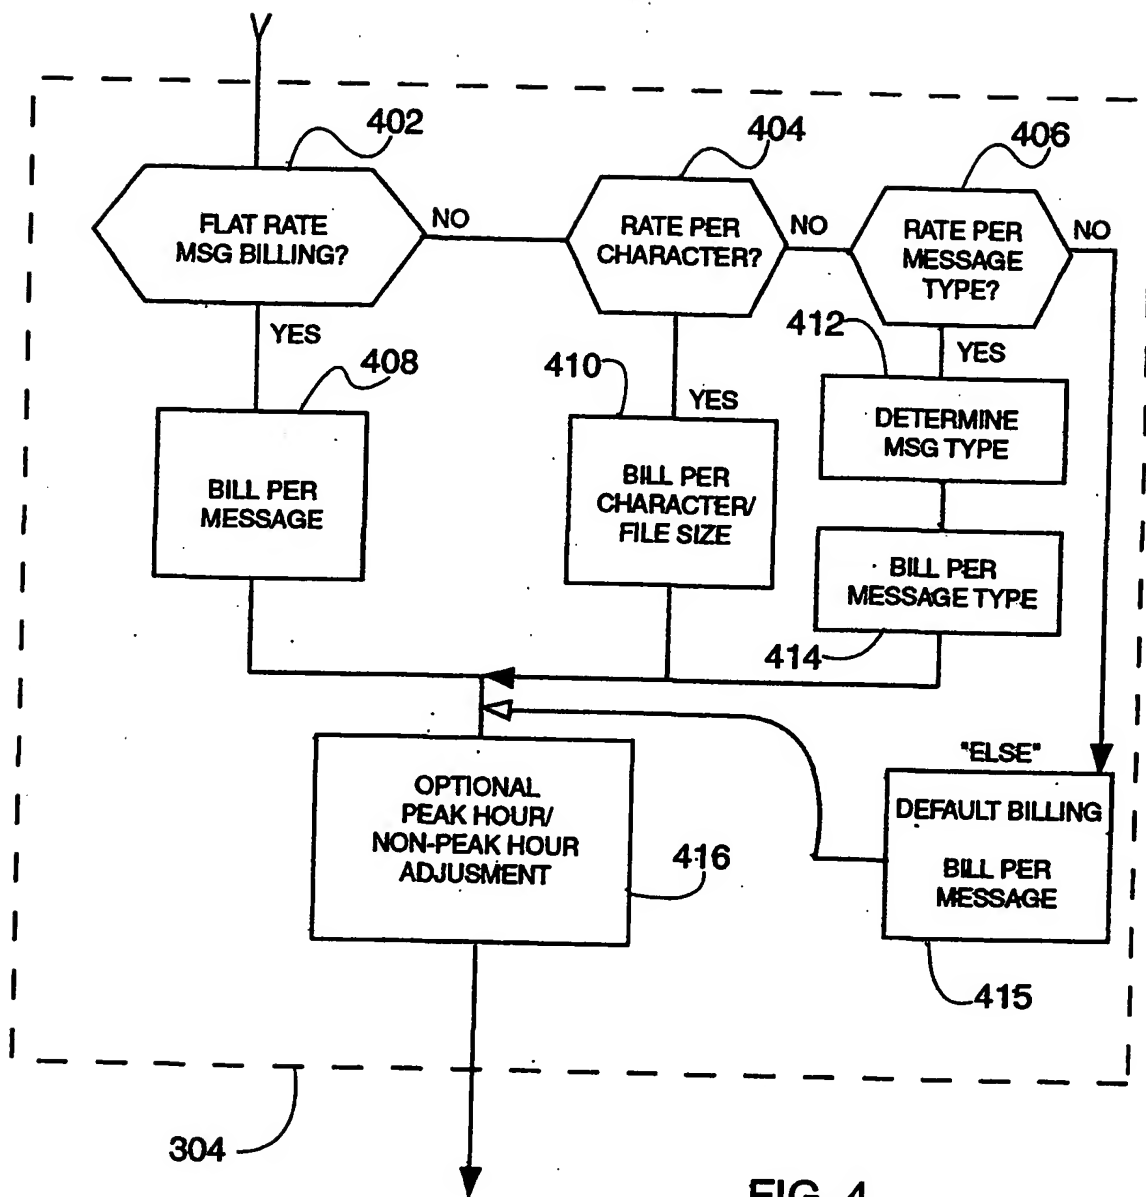 402
404
406
FLAT RATE
MSG BILLING?
NO
RATE PER
CHARACTER?
NO
RATE PER
MESSAGE
TYPE?
NO
YES
408
410
YES
412
YES
BILL PER
MESSAGE
BILL PER
CHARACTER/
FILE SIZE
DETERMINE
MSG TYPE
BILL PER
MESSAGE TYPE
414
"ELSE"
OPTIONAL
PEAK HOUR/
NON-PEAK HOUR
ADJUSMENT
416
DEFAULT BILLING
BILL PER
MESSAGE
415
304
FIG. 4